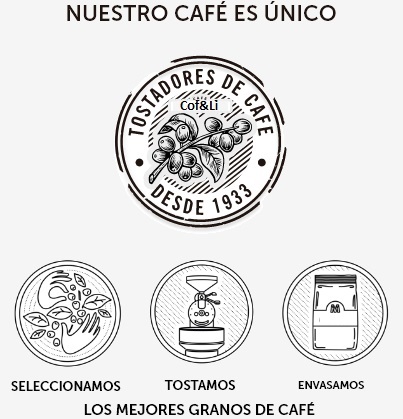 NUESTRO CAFÉ ES ÚNICO
TOSTADORES DE CAFE
CAFÉ
Cof&Li
DESDE 1933
SELECCIONAMOS
TOSTAMOS
ENVASAMOS
LOS MEJORES GRANOS DE CAFÉ